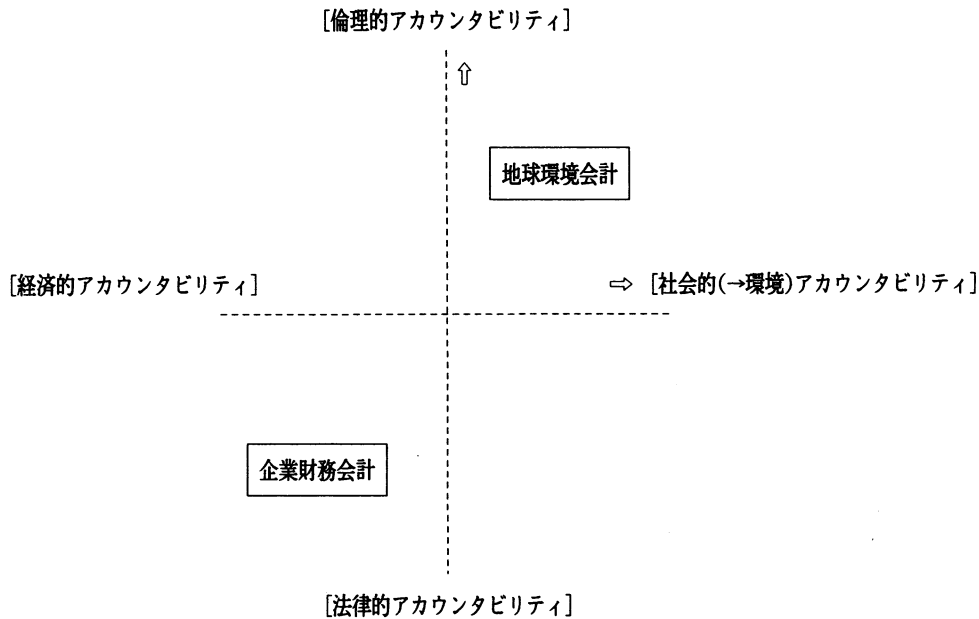 [倫理的アカウンタビリティ]
⇧
地球環境会計
[経済的アカウンタビリティ]
⇨ [社会的(→環境)アカウンタビリティ]
企業財務会計
[法律的アカウンタビリティ]